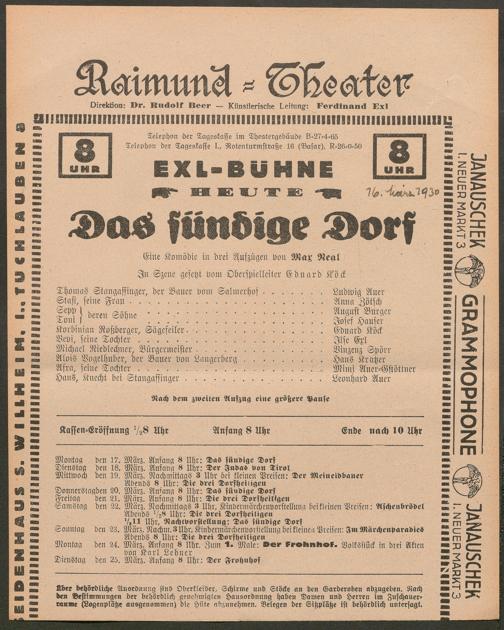 Raimund-Theater
Direktion: Dr. Rudolf Beer — Künstlerische Leitung: Ferdinand Exl
Telephon der Tageskasse im Theatergebäude B-27-4-65
Telephon der Tageskasse I., Rotenturmstraße 16 (Basar), R-26-0-50
8 UHR
8 UHR
EXL-BÜHNE
HEUTE
16. März 1930
Das sündige Dorf
Eine Komödie in drei Aufzügen von Max Neal
In Szene gesetzt vom Oberspielleiter Eduard Köck
Thomas Stangassinger, der Bauer vom Salmerhof . . . . . Ludwig Auer
Stasi, seine Frau . . . . . Anna Zötsch
Sepp } deren Söhne . . . . . August Burger
Toni } . . . . . Josef Hauser
Korbinian Roßberger, Sägfeiler . . . . . Eduard Köck
Vevi, seine Tochter . . . . . Ilse Exl
Michael Niedlechner, Bürgermeister . . . . . Vinzenz Spörr
Alois Vogelhuber, der Bauer von Langerberg . . . . . Hans Kratzer
Afra, seine Tochter . . . . . Mimi Auer-Gstöttner
Hans, Knecht bei Stangassinger . . . . . Leonhard Auer
Nach dem zweiten Aufzug eine größere Pause
Kassen-Eröffnung ½8 Uhr Anfang 8 Uhr Ende nach 10 Uhr
Montag den 17. März, Anfang 8 Uhr: Das sündige Dorf
Dienstag den 18. März, Anfang 8 Uhr: Der Judas von Tirol
Mittwoch den 19. März, Nachmittags 3 Uhr bei kleinen Preisen: Der Meineidbauer
Abends 8 Uhr: Die drei Dorfheiligen
Donnerstag den 20. März, Anfang 8 Uhr: Das sündige Dorf
Freitag den 21. März, Anfang 8 Uhr: Die drei Dorfheiligen
Samstag den 22. März, Nachmittags 3 Uhr, Kindermärchenvorstellung bei kleinen Preisen: Aschenbrödel
Abends ½8 Uhr: Die drei Dorfheiligen
½11 Uhr, Nachtvorstellung: Das sündige Dorf
Sonntag den 23. März, Nachm. 3 Uhr, Kindermärchenvorstellung bei kleinen Preisen: Im Märchenparadies
Abends 8 Uhr: Die drei Dorfheiligen
Montag den 24. März, Anfang 8 Uhr. Zum 1. Male: Der Frohnhof. Volksstück in drei Akten
von Karl Lehner
Dienstag den 25. März, Anfang 8 Uhr: Der Frohnhof
Über behördliche Anordnung sind Oberkleider, Schirme und Stöcke an den Garderoben abzugeben. Nach
den Bestimmungen der behördlich genehmigten Hausordnung haben Damen und Herren im Zuschauer-
raume (Logenplätze ausgenommen) die Hüte abzunehmen. Belegen der Sitzplätze ist behördlich untersagt.
SEIDENHAUS S. WILLHEIM, I., TUCHLAUBEN 8
JANAUSCHEK
I. NEUER MARKT 3
GRAMMOPHONE
JANAUSCHEK
I. NEUER MARKT 3